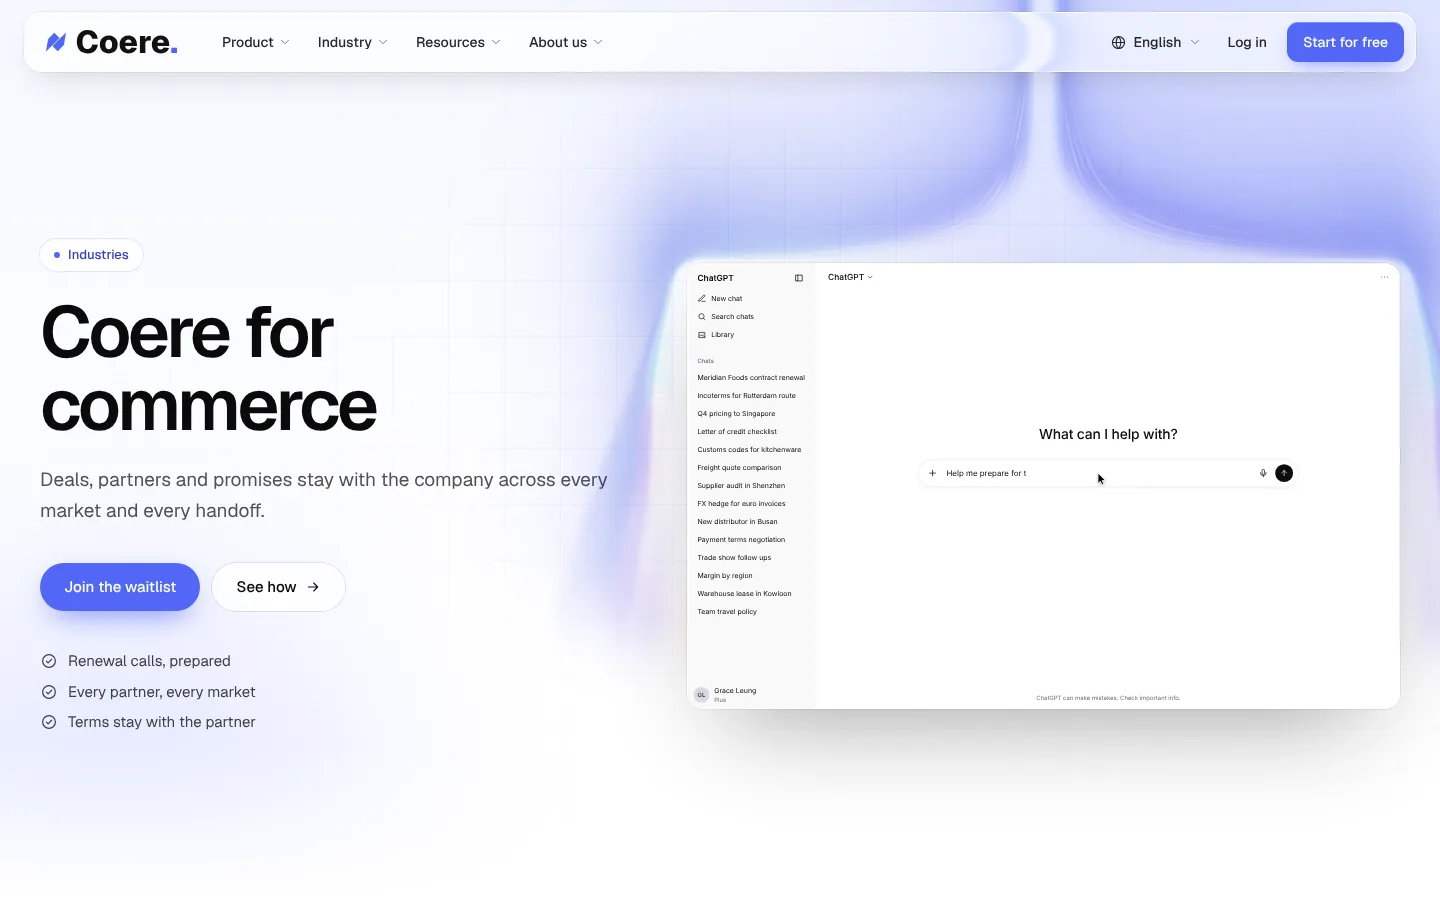 Coere.
Product
Industry
Resources
About us
English
Log in
Start for free
Industries
Coere for
commerce
Deals, partners and promises stay with the company across every
market and every handoff.
Join the waitlist
See how
Renewal calls, prepared
Every partner, every market
Terms stay with the partner
ChatGPT
New chat
Search chats
Library
Chats
Meridian Foods contract renewal
Incoterms for Rotterdam route
Q4 pricing to Singapore
Letter of credit checklist
Customs codes for kitchenware
Freight quote comparison
Supplier audit in Shenzhen
FX hedge for euro invoices
New distributor in Busan
Payment terms negotiation
Trade show follow ups
Margin by region
Warehouse lease in Kowloon
Team travel policy
GL
Grace Leung
Plus
ChatGPT
What can I help with?
Help me prepare for t
ChatGPT can make mistakes. Check important info.